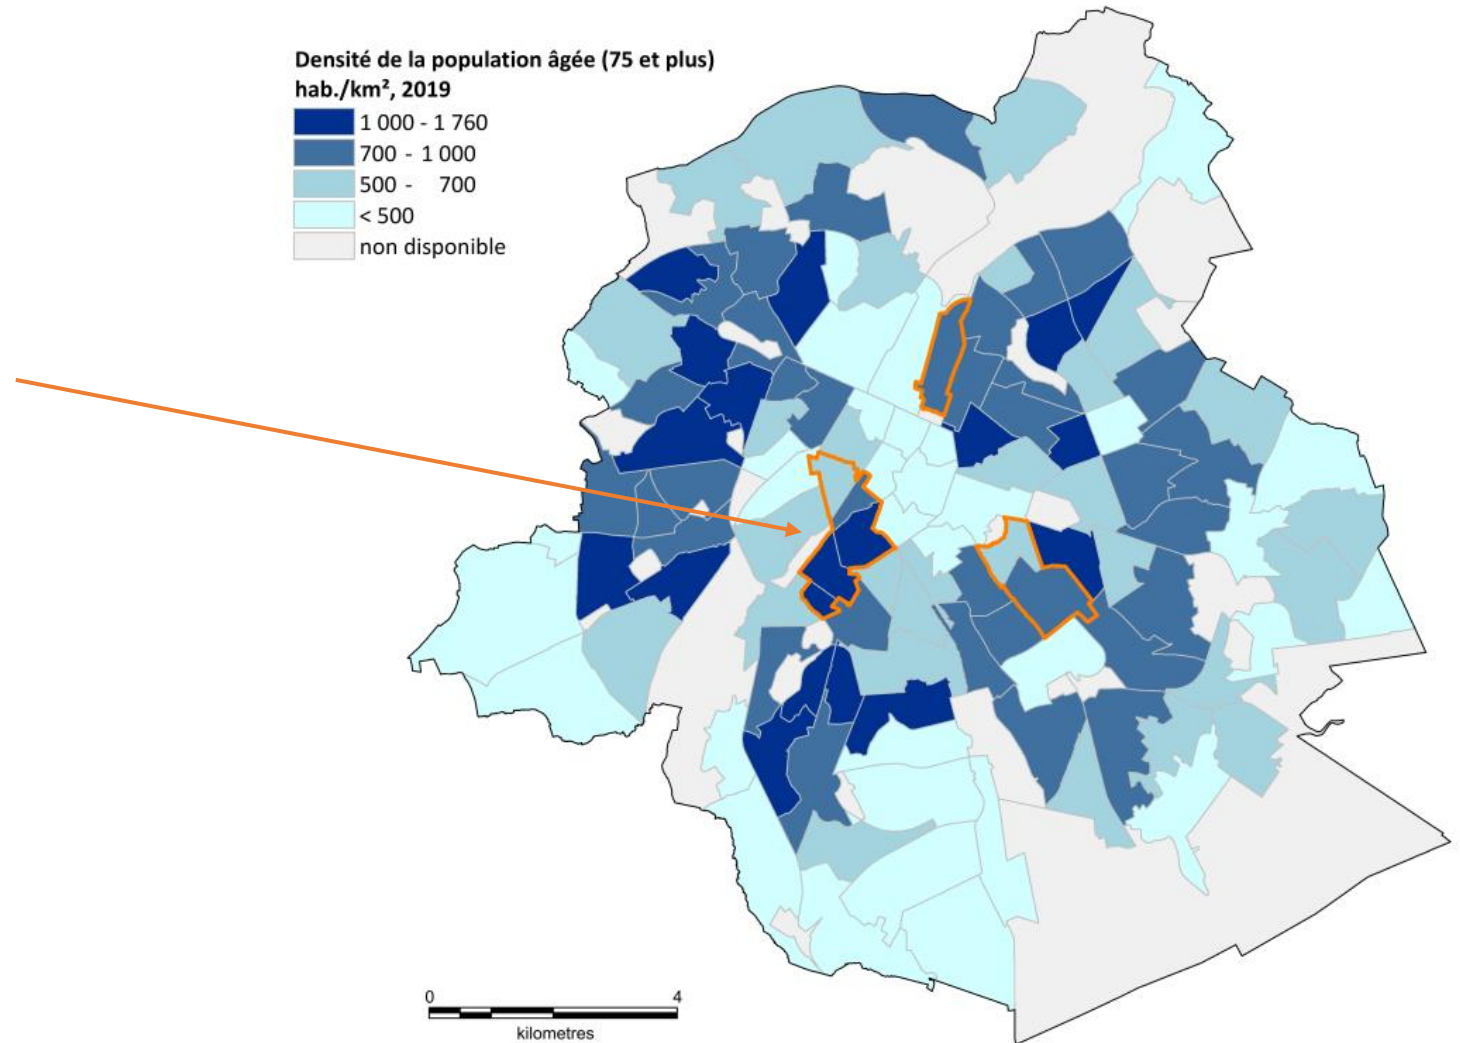 Densité de la population âgée (75 et plus)
hab./km², 2019
1 000 - 1 760
700 - 1 000
500 - 700
< 500
non disponible
0 4
kilometres